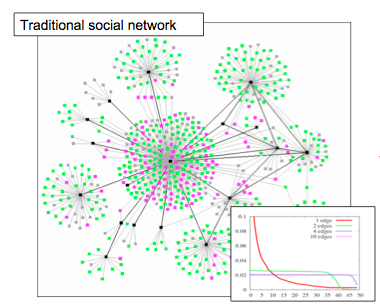 Traditional social network
1 edge
2 edges
4 edges
10 edges
0.1
0.08
0.06
0.04
0.02
0
0 5 10 15 20 25 30 35 40 45 50